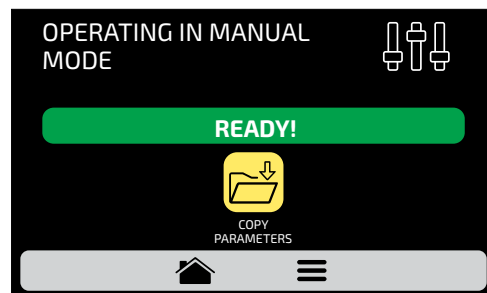 OPERATING IN MANUAL
MODE
READY!
COPY
PARAMETERS